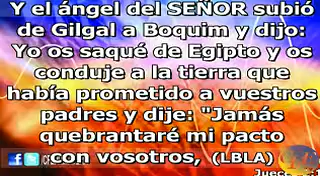 Y el ángel del SEÑOR subió
de Gilgal a Boquim y dijo:
Yo os saqué de Egipto y os
conduje a la tierra que
había prometido a vuestros
padres y dije: "Jamás
quebrantaré mi pacto
con vosotros, (LBLA)